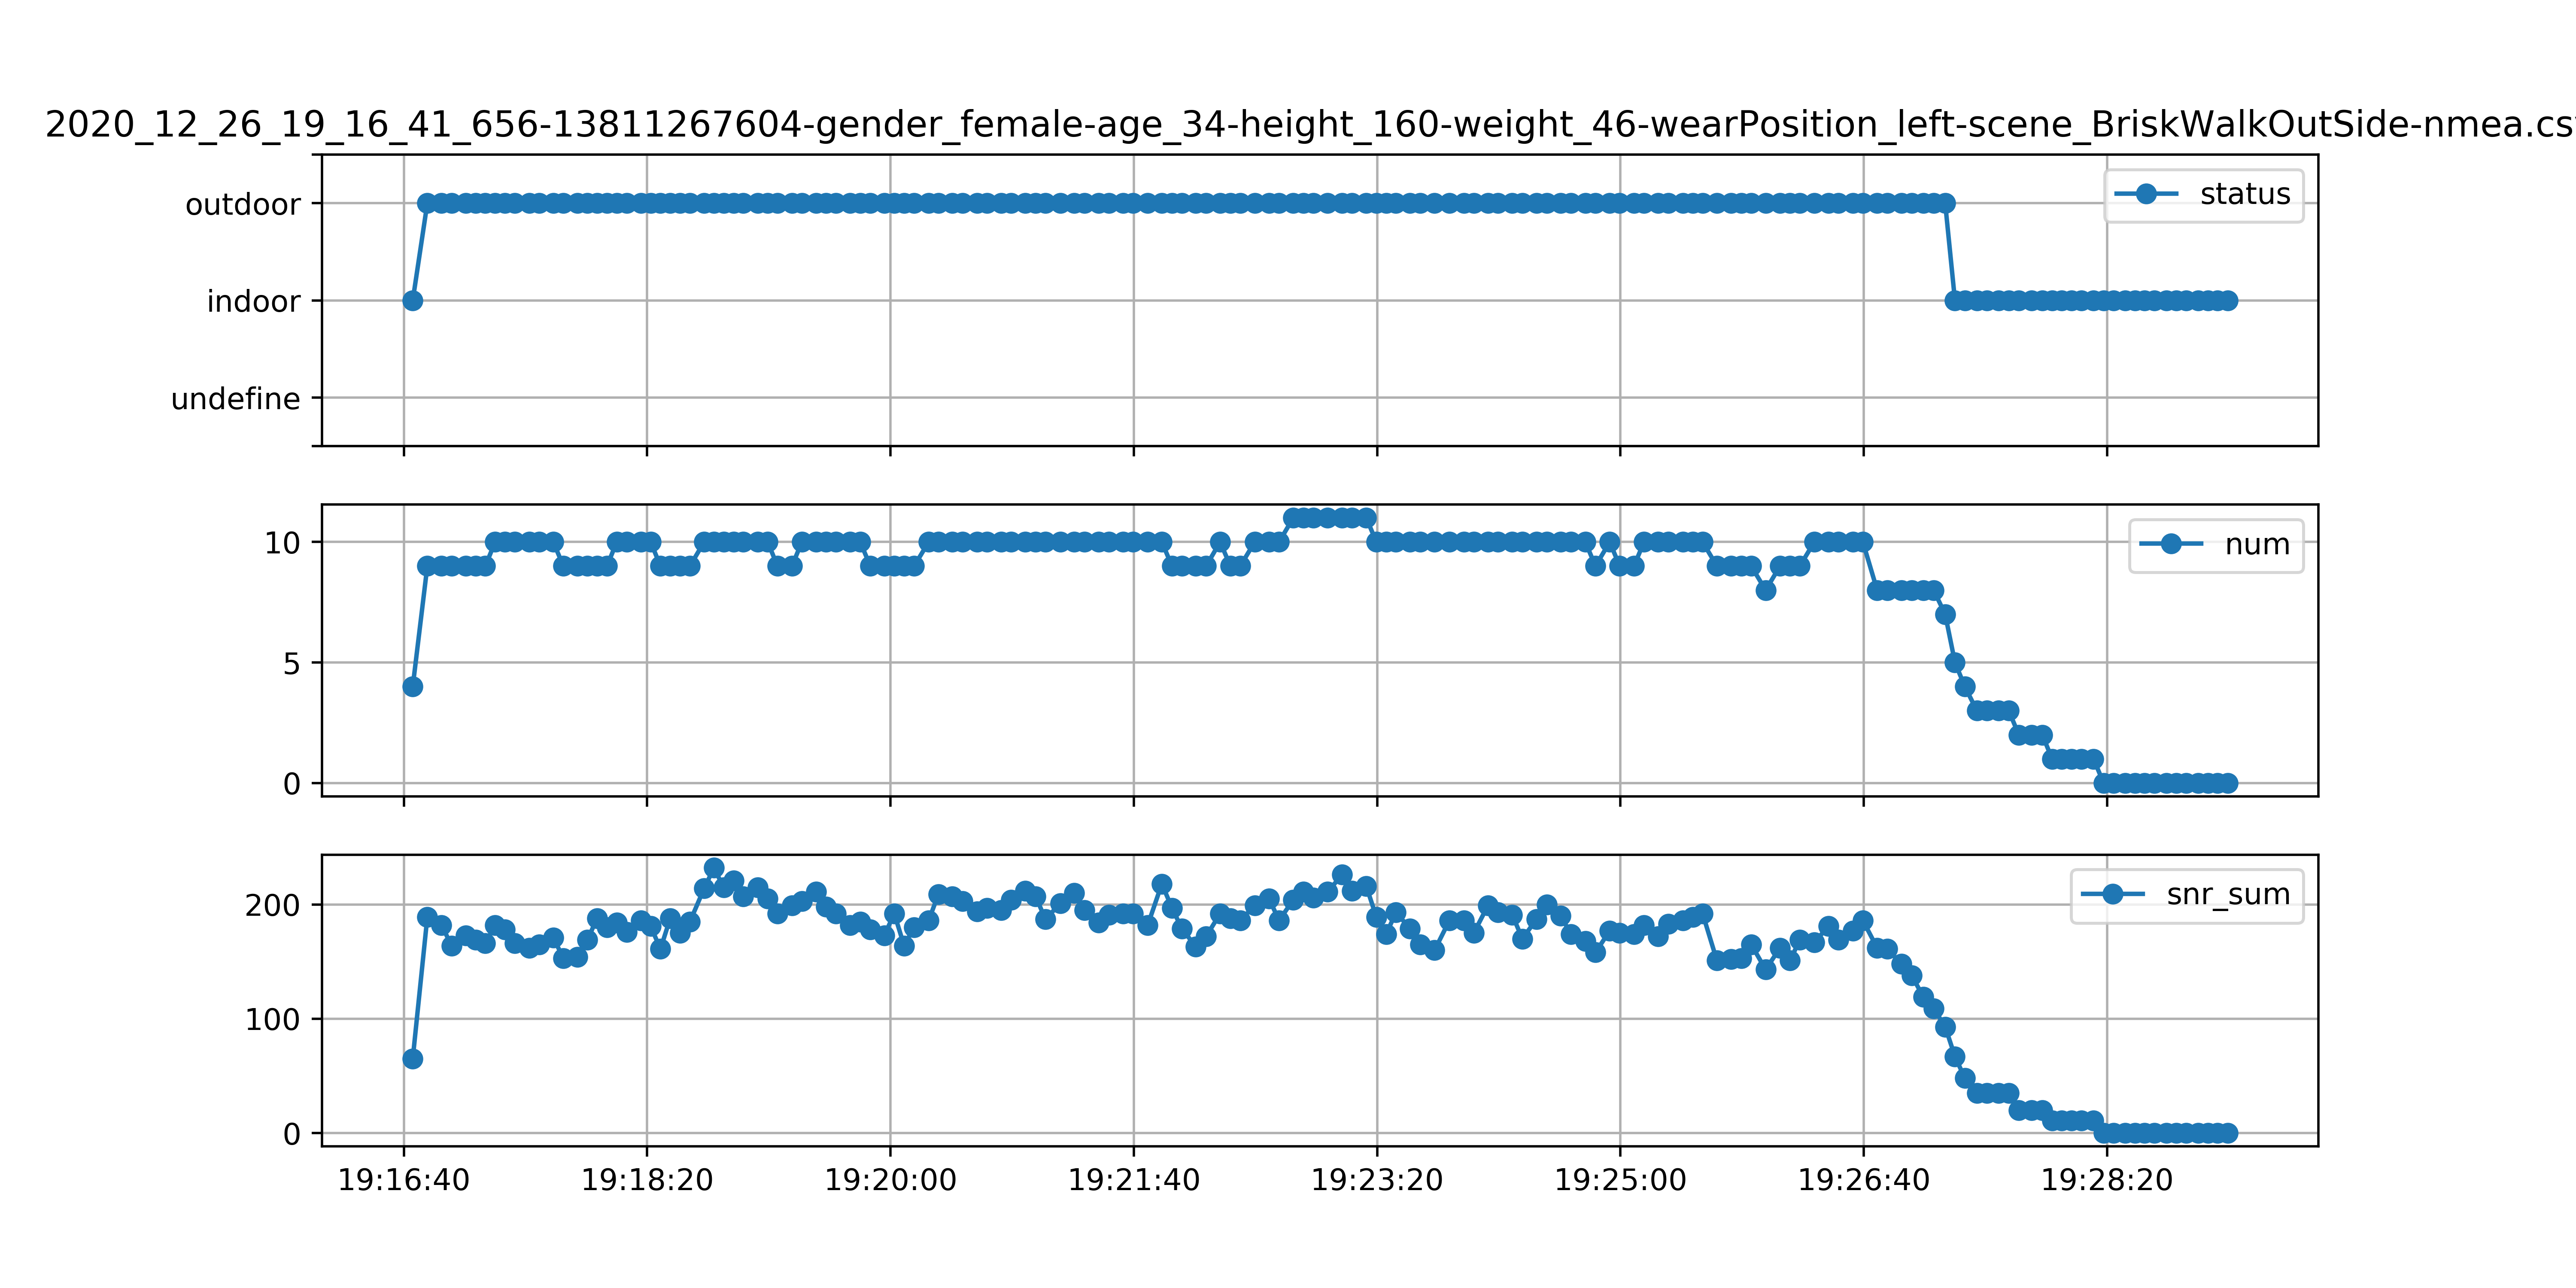 2020_12_26_19_16_41_656-13811267604-gender_female-age_34-height_160-weight_46-wearPosition_left-scene_BriskWalkOutSide-nmea.cs
outdoor
indoor
undefine
status
10
5
0
num
200
100
0
snr_sum
19:16:40 19:18:20 19:20:00 19:21:40 19:23:20 19:25:00 19:26:40 19:28:20